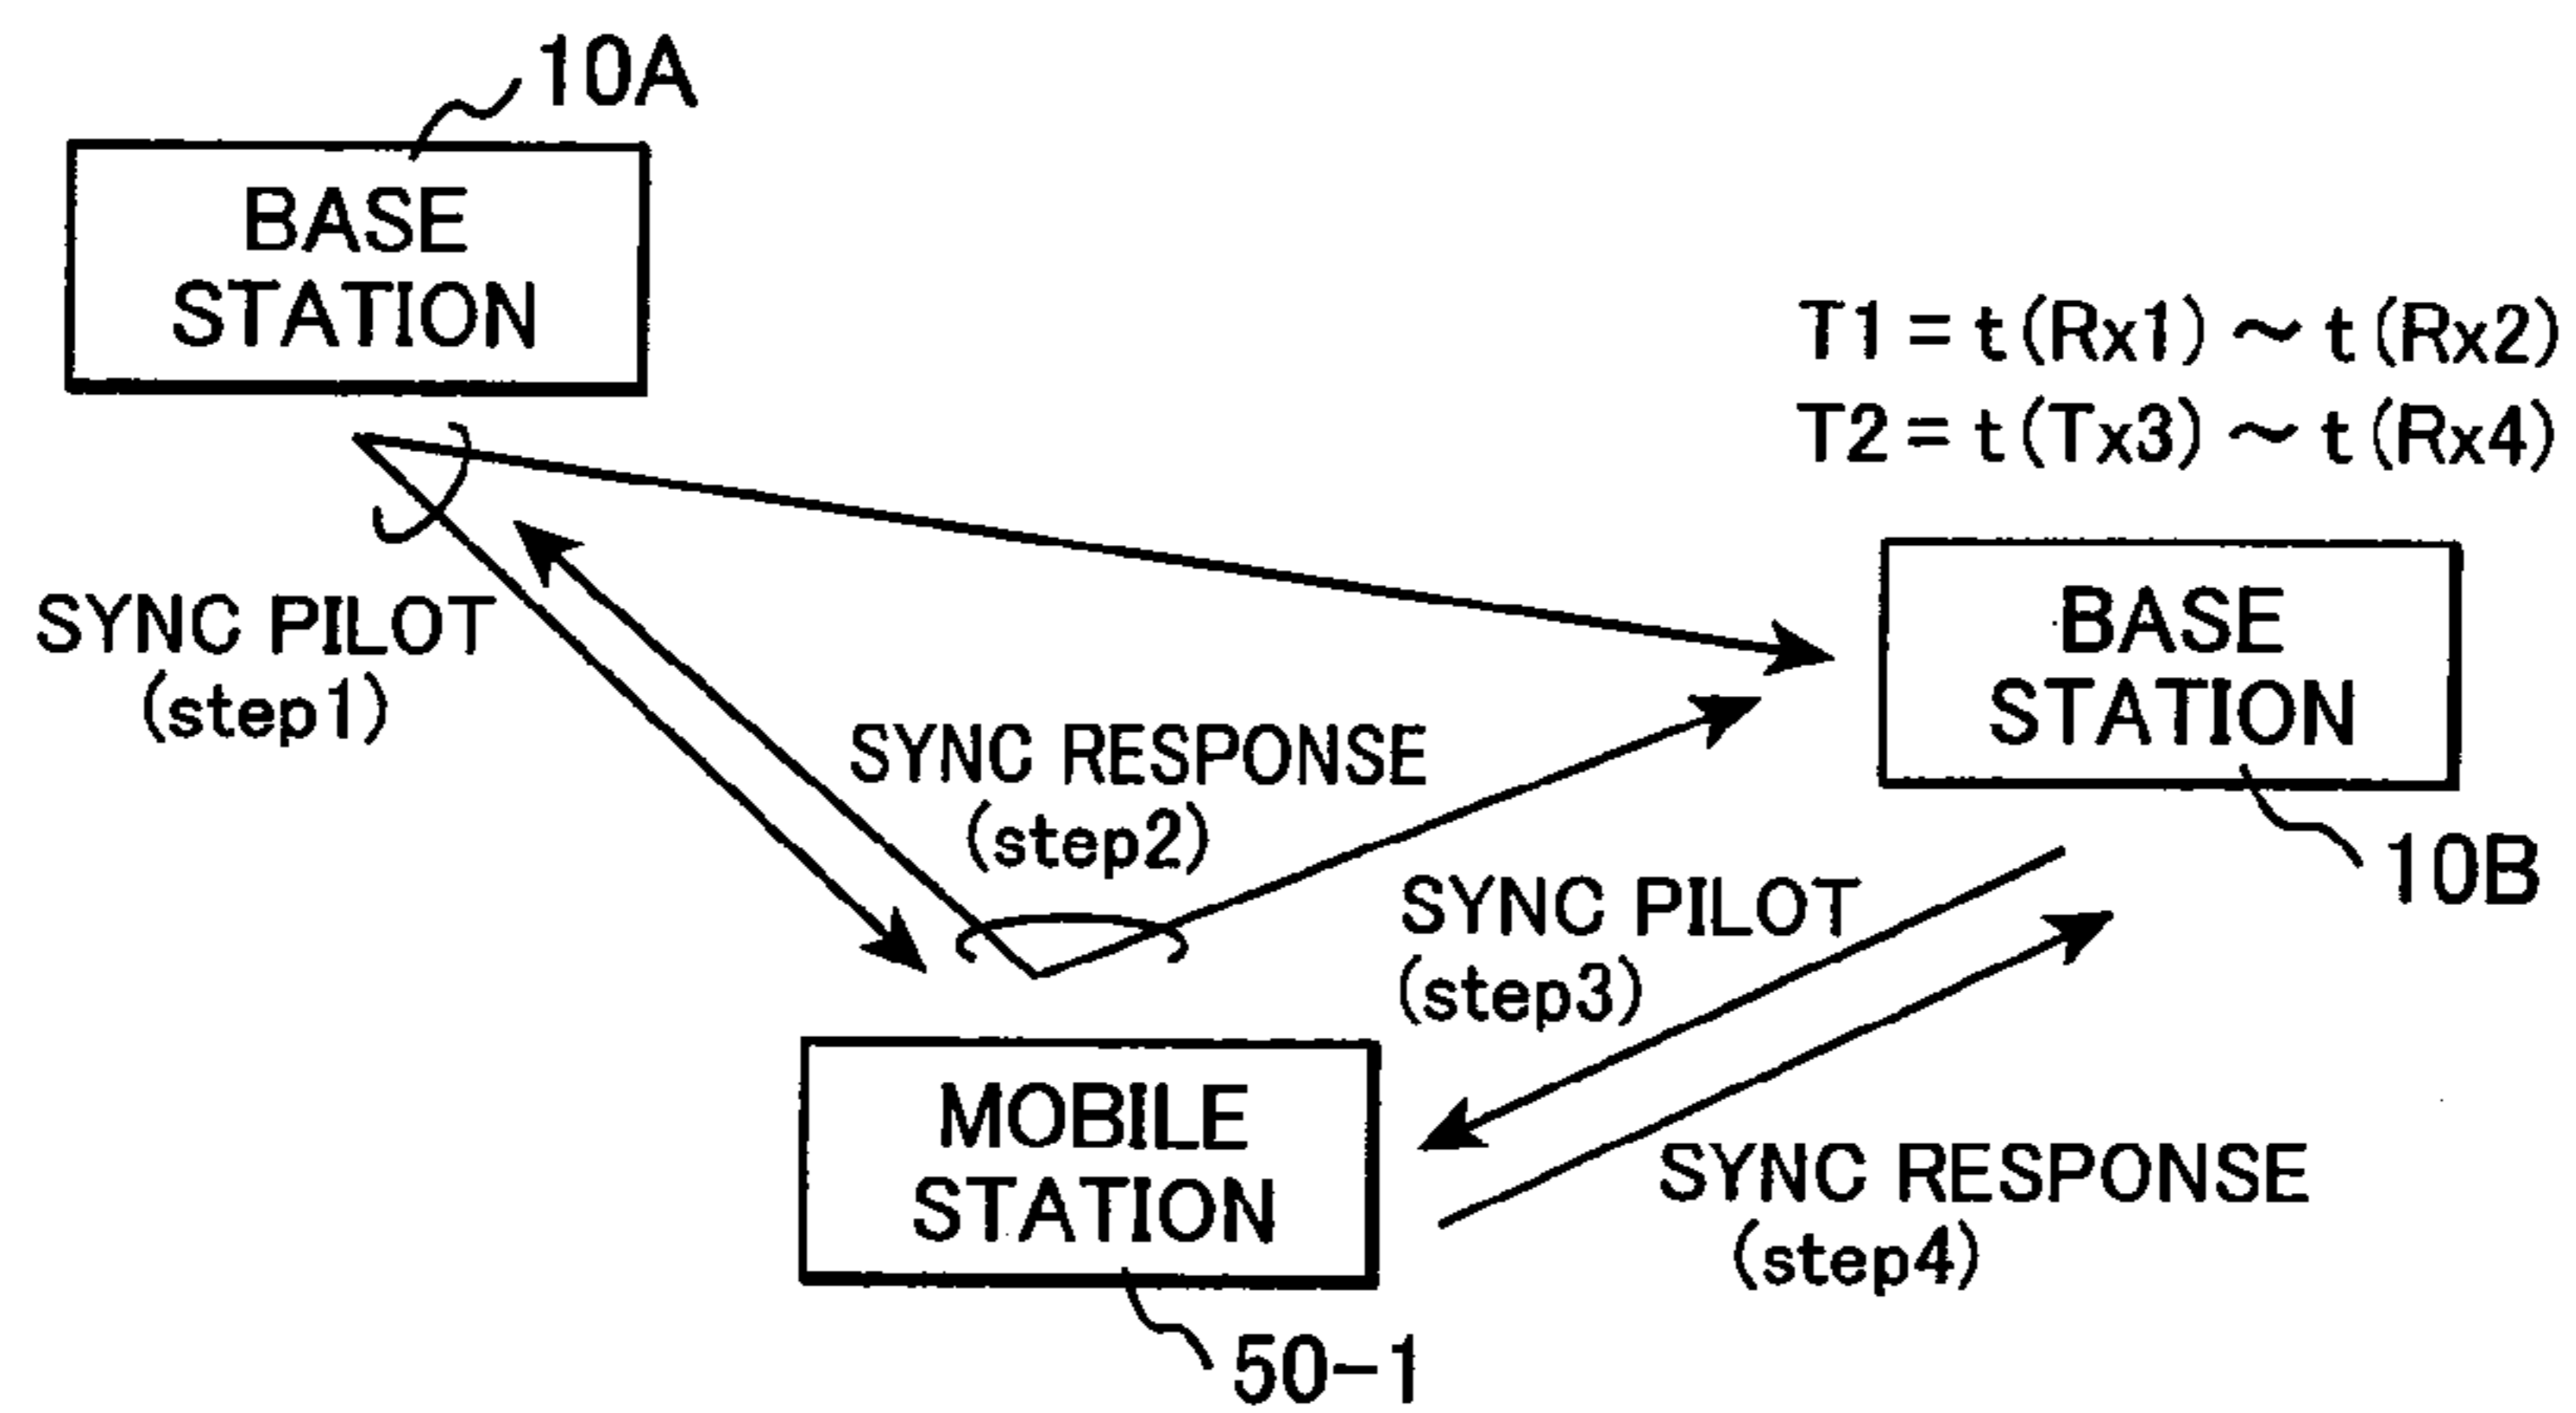 10A
BASE
STATION
T1 = t(Rx1) ~ t(Rx2)
T2 = t(Tx3) ~ t(Rx4)
SYNC PILOT
(step1)
BASE
STATION
SYNC RESPONSE
(step2)
10B
SYNC PILOT
(step3)
MOBILE
STATION
SYNC RESPONSE
(step4)
50-1